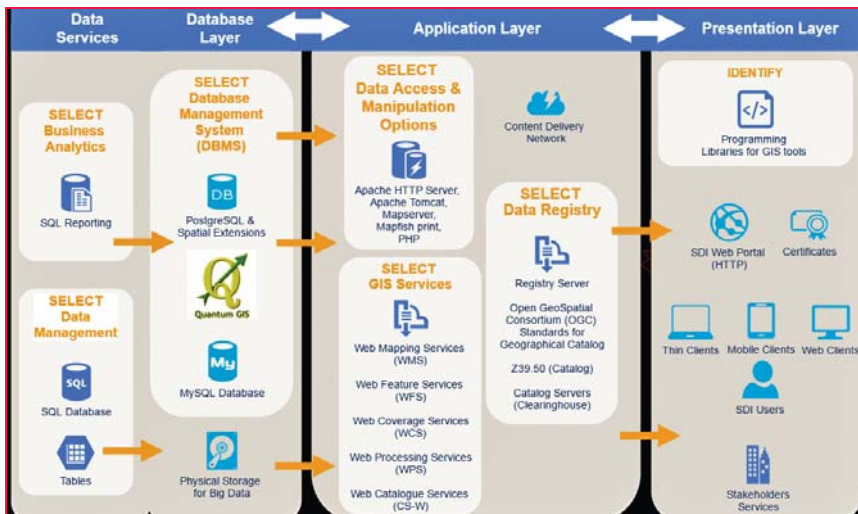 Data
Services
Database
Layer
Application Layer
Presentation Layer
SELECT
Business
Analytics
SQL Reporting
SELECT
Data
Management
SQL
SQL Database
Tables
SELECT
Database
Management
System
(DBMS)
DB
PostgreSQL &
Spatial Extensions
Quantum GIS
My
MySQL Database
Physical Storage
for Big Data
SELECT
Data Access &
Manipulation
Options
Apache HTTP Server,
Apache Tomcat,
Mapserver,
Mapfish print,
PHP
SELECT
GIS Services
Web Mapping Services
(WMS)
Web Feature Services
(WFS)
Web Coverage Services
(WCS)
Web Processing Services
(WPS)
Web Catalogue Services
(CS-W)
Content Delivery
Network
SELECT
Data Registry
Registry Server
Open GeoSpatial
Consortium (OGC)
Standards for
Geographical Catalog
Z39.50 (Catalog)
Catalog Servers
(Clearinghouse)
IDENTIFY
</>
Programming
Libraries for GIS tools
SDI Web Portal
(HTTP)
Certificates
Thin Clients
Mobile Clients
Web Clients
SDI Users
Stakeholders
Services